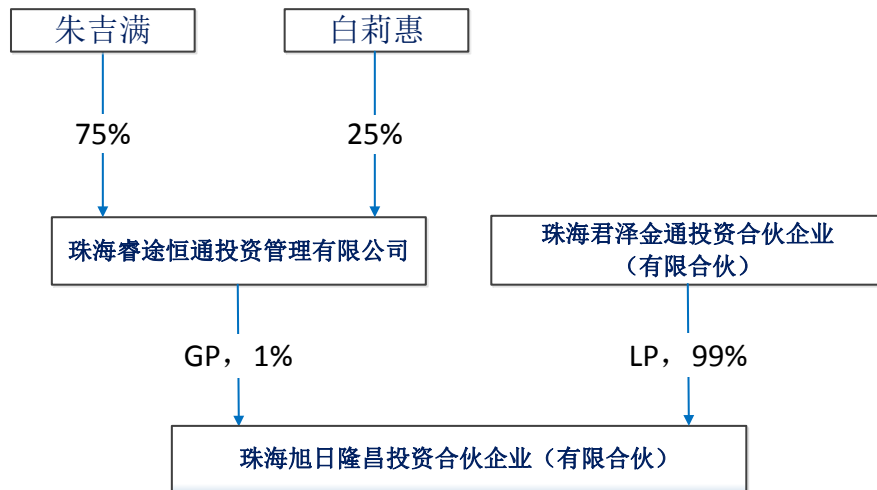 朱吉满
白莉惠
75%
25%
珠海睿途恒通投资管理有限公司
珠海君泽金通投资合伙企业
（有限合伙）
GP，1%
LP，99%
珠海旭日隆昌投资合伙企业（有限合伙）